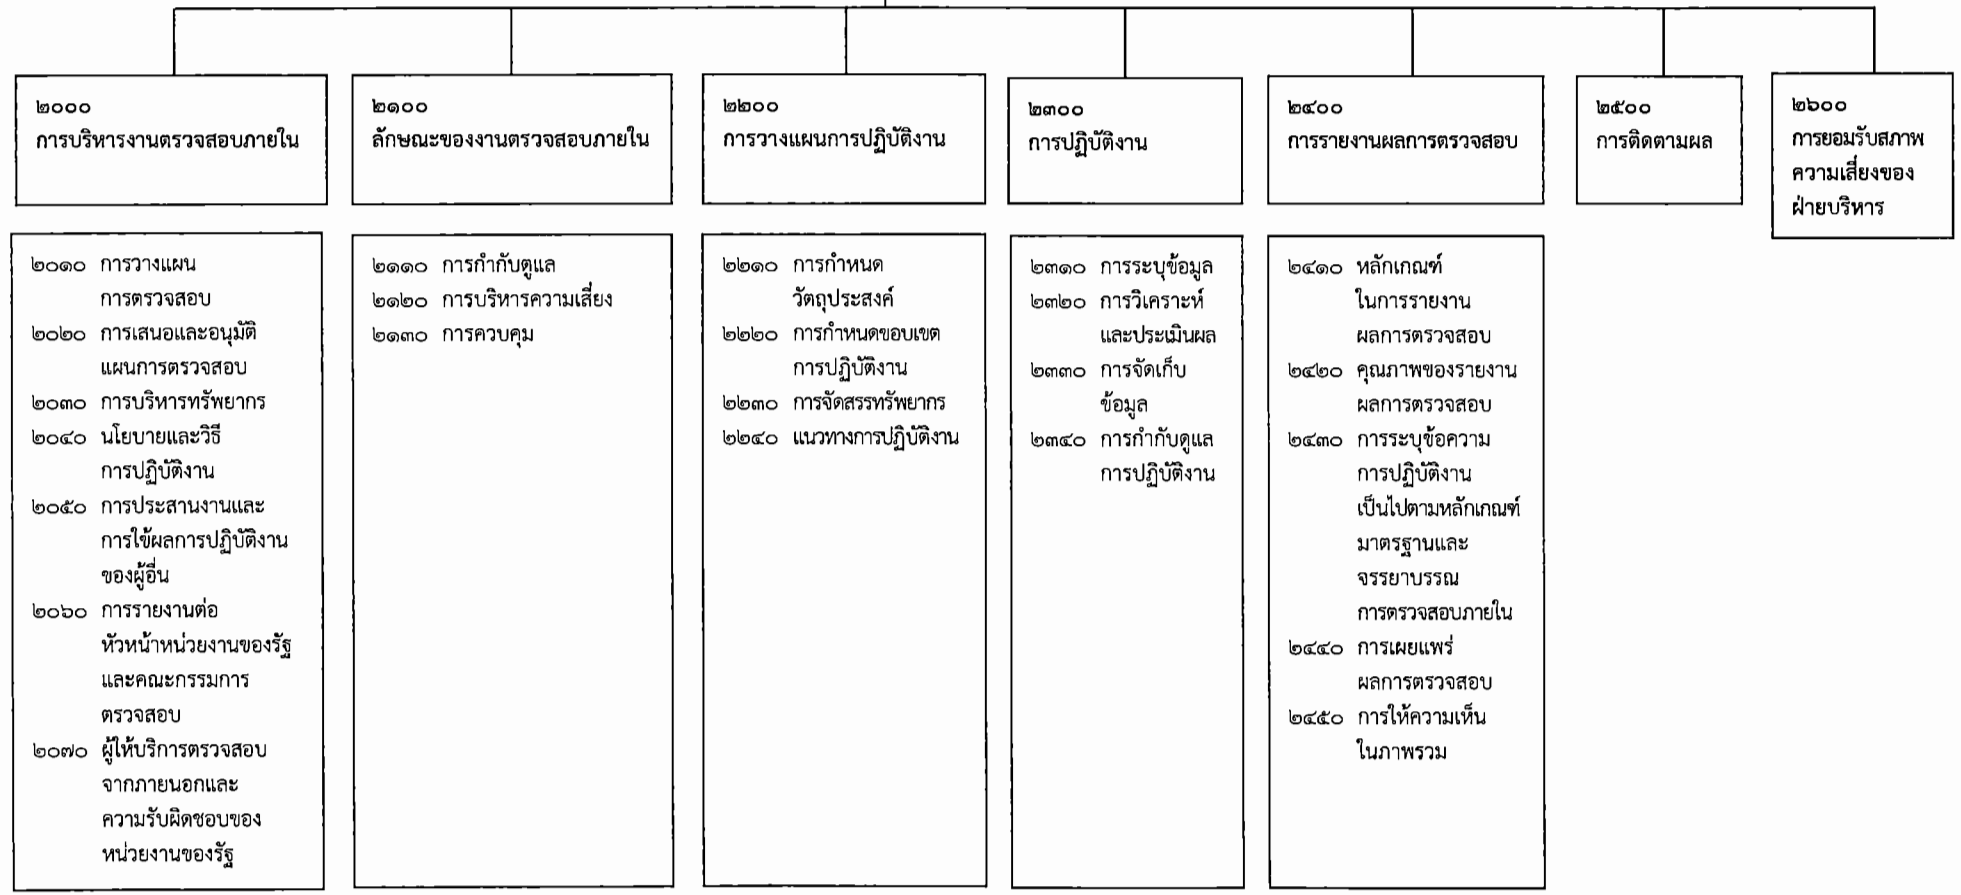 ๒๐๐๐
การบริหารงานตรวจสอบภายใน
๒๑๐๐
ลักษณะของงานตรวจสอบภายใน
๒๒๐๐
การวางแผนการปฏิบัติงาน
๒๓๐๐
การปฏิบัติงาน
๒๔๐๐
การรายงานผลการตรวจสอบ
๒๕๐๐
การติดตามผล
๒๖๐๐
การยอมรับสภาพ
ความเสี่ยงของ
ฝ่ายบริหาร
๒๐๑๐ การวางแผน
การตรวจสอบ
๒๐๒๐ การเสนอและอนุมัติ
แผนการตรวจสอบ
๒๐๓๐ การบริหารทรัพยากร
๒๐๔๐ นโยบายและวิธี
การปฏิบัติงาน
๒๐๕๐ การประสานงานและ
การใช้ผลการปฏิบัติงาน
ของผู้อื่น
๒๐๖๐ การรายงานต่อ
หัวหน้าหน่วยงานของรัฐ
และคณะกรรมการ
ตรวจสอบ
๒๐๗๐ ผู้ให้บริการตรวจสอบ
จากภายนอกและ
ความรับผิดชอบของ
หน่วยงานของรัฐ
๒๑๑๐ การกำกับดูแล
๒๑๒๐ การบริหารความเสี่ยง
๒๑๓๐ การควบคุม
๒๒๑๐ การกำหนด
วัตถุประสงค์
๒๒๒๐ การกำหนดขอบเขต
การปฏิบัติงาน
๒๒๓๐ การจัดสรรทรัพยากร
๒๒๔๐ แนวทางการปฏิบัติงาน
๒๓๑๐ การระบุข้อมูล
๒๓๒๐ การวิเคราะห์
และประเมินผล
๒๓๓๐ การจัดเก็บ
ข้อมูล
๒๓๔๐ การกำกับดูแล
การปฏิบัติงาน
๒๔๑๐ หลักเกณฑ์
ในการรายงาน
ผลการตรวจสอบ
๒๔๒๐ คุณภาพของรายงาน
ผลการตรวจสอบ
๒๔๓๐ การระบุข้อความ
การปฏิบัติงาน
เป็นไปตามหลักเกณฑ์
มาตรฐานและ
จรรยาบรรณ
การตรวจสอบภายใน
๒๔๔๐ การเผยแพร่
ผลการตรวจสอบ
๒๔๕๐ การให้ความเห็น
ในภาพรวม